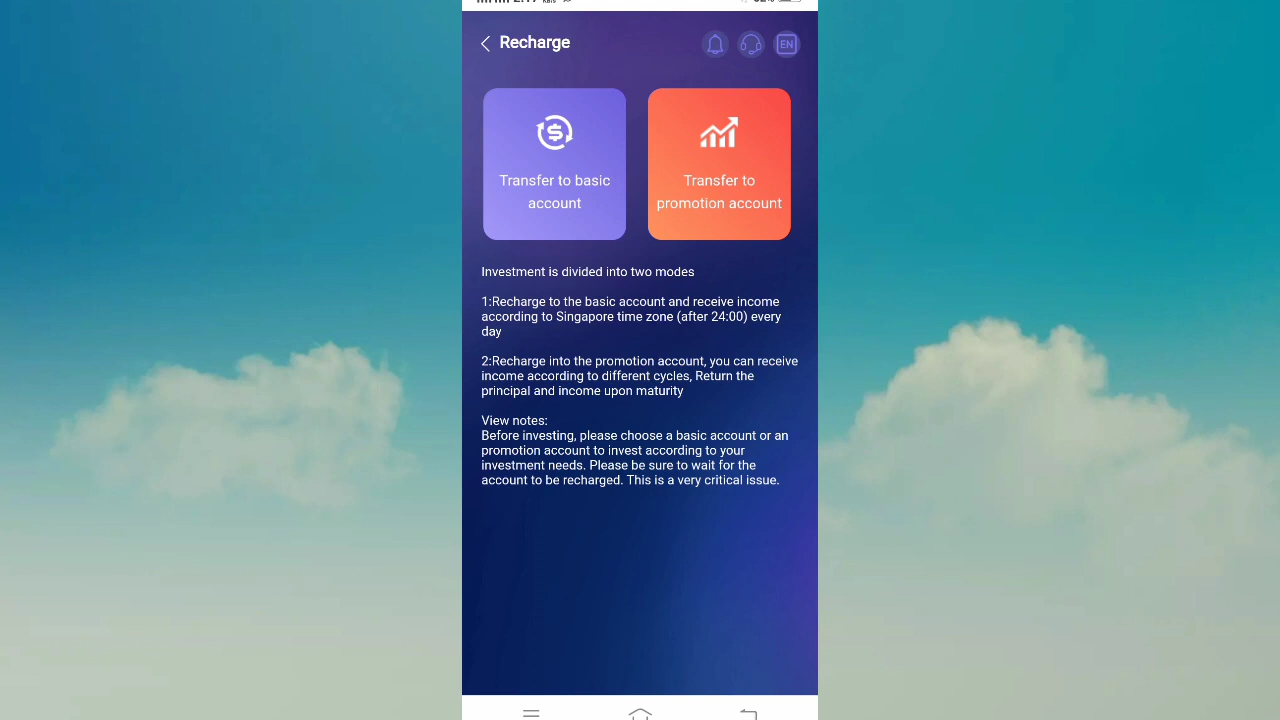 Recharge
EN
Transfer to basic
account
Transfer to
promotion account
Investment is divided into two modes
1:Recharge to the basic account and receive income
according to Singapore time zone (after 24:00) every
day
2:Recharge into the promotion account, you can receive
income according to different cycles, Return the
principal and income upon maturity
View notes:
Before investing, please choose a basic account or an
promotion account to invest according to your
investment needs. Please be sure to wait for the
account to be recharged. This is a very critical issue.